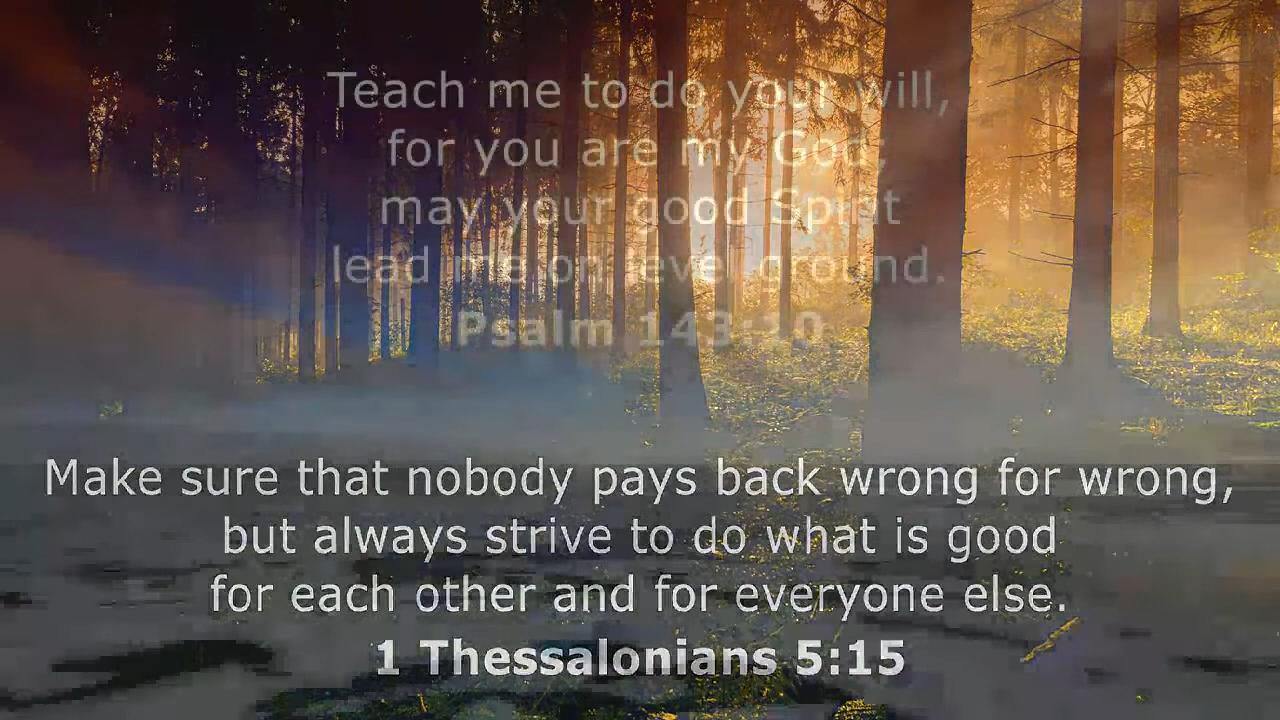 Teach me to do your will,
for you are my God;
may your good Spirit
lead me on level ground.
Psalm 143:10
Make sure that nobody pays back wrong for wrong,
but always strive to do what is good
for each other and for everyone else.
1 Thessalonians 5:15